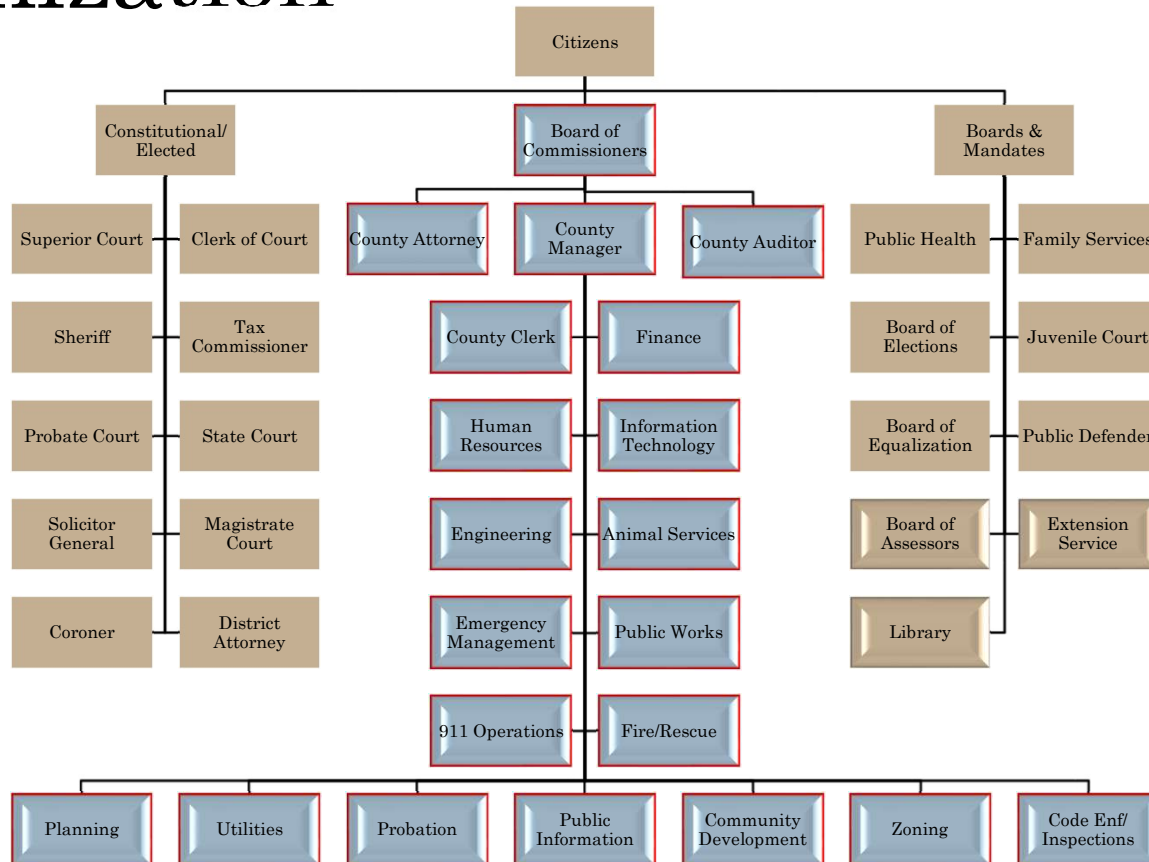 Citizens
Constitutional/
Elected
Board of
Commissioners
Boards &
Mandates
Superior Court
Clerk of Court
County Attorney
County
Manager
County Auditor
Public Health
Family Services
Sheriff
Tax
Commissioner
County Clerk
Finance
Board of
Elections
Juvenile Court
Probate Court
State Court
Human
Resources
Information
Technology
Board of
Equalization
Public Defender
Solicitor
General
Magistrate
Court
Engineering
Animal Services
Board of
Assessors
Extension
Service
Coroner
District
Attorney
Emergency
Management
Public Works
Library
911 Operations
Fire/Rescue
Planning
Utilities
Probation
Public
Information
Community
Development
Zoning
Code Enf/
Inspections